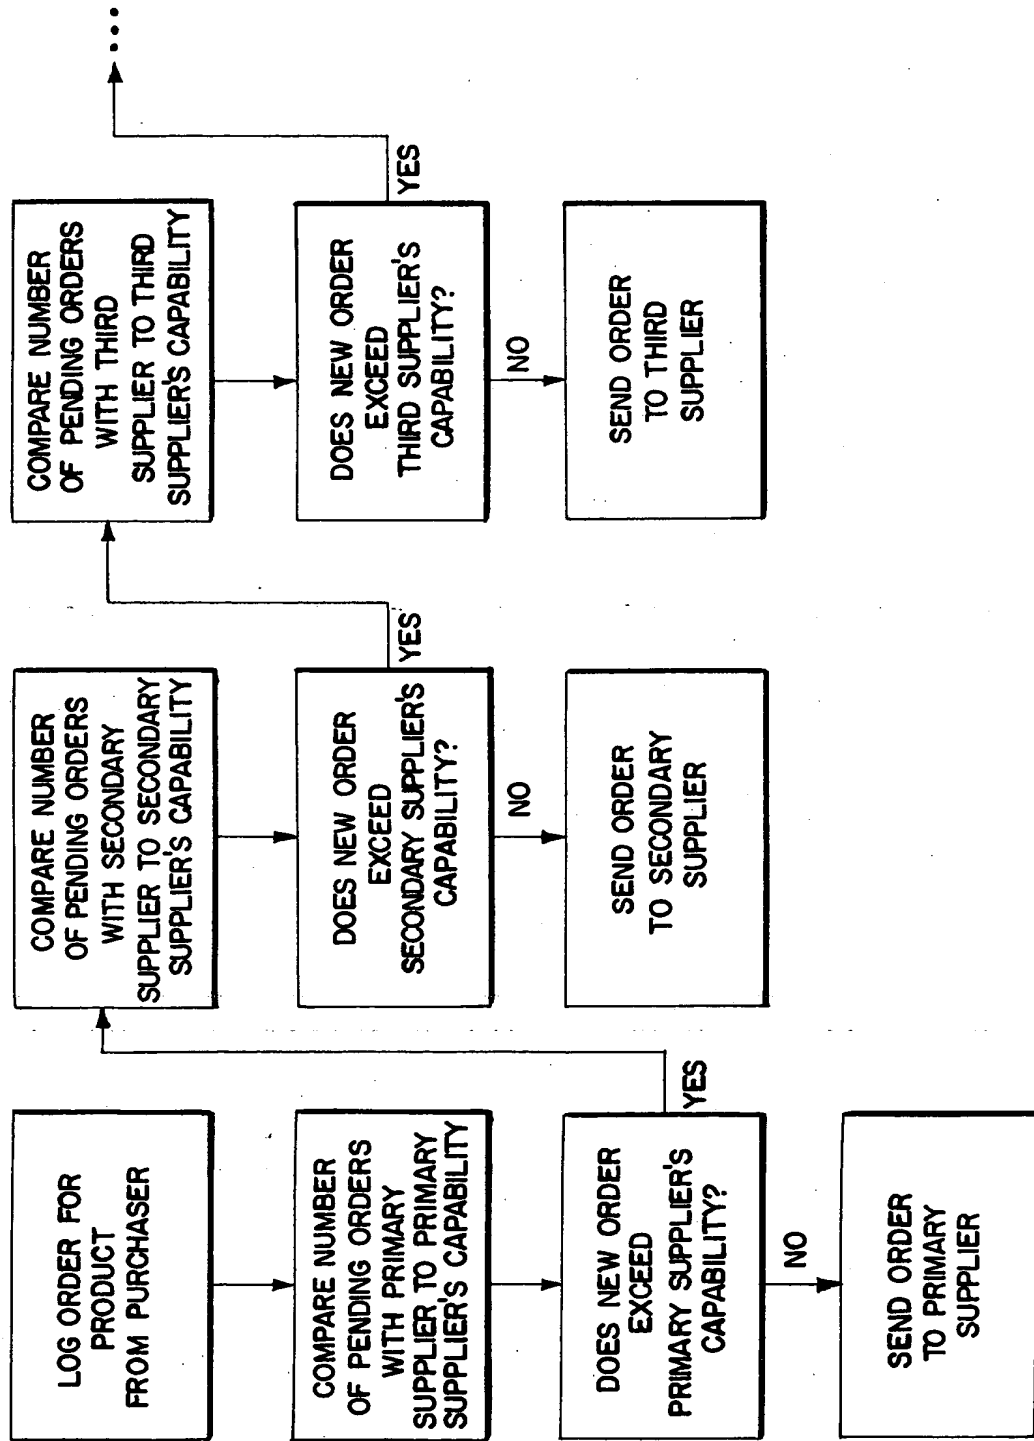 LOG ORDER FOR
PRODUCT
FROM PURCHASER
COMPARE NUMBER
OF PENDING ORDERS
WITH PRIMARY
SUPPLIER TO PRIMARY
SUPPLIER'S CAPABILITY
DOES NEW ORDER
EXCEED
PRIMARY SUPPLIER'S
CAPABILITY?
YES
NO
SEND ORDER
TO PRIMARY
SUPPLIER
COMPARE NUMBER
OF PENDING ORDERS
WITH SECONDARY
SUPPLIER TO SECONDARY
SUPPLIER'S CAPABILITY
DOES NEW ORDER
EXCEED
SECONDARY SUPPLIER'S
CAPABILITY?
YES
NO
SEND ORDER
TO SECONDARY
SUPPLIER
COMPARE NUMBER
OF PENDING ORDERS
WITH THIRD
SUPPLIER TO THIRD
SUPPLIER'S CAPABILITY
DOES NEW ORDER
EXCEED
THIRD SUPPLIER'S
CAPABILITY?
YES
NO
SEND ORDER
TO THIRD
SUPPLIER
...